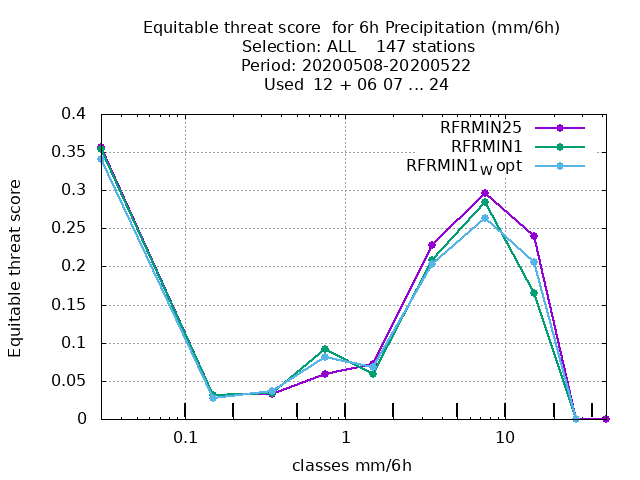 Equitable threat score  for 6h Precipitation (mm/6h)
Selection: ALL    147 stations
Period: 20200508-20200522
Used  12 + 06 07 ... 24
RFRMIN25
RFRMIN1
RFRMIN1W opt
0.4
0.35
0.3
0.25
0.2
0.15
0.1
0.05
0
Equitable threat score
0.1
1
10
classes mm/6h